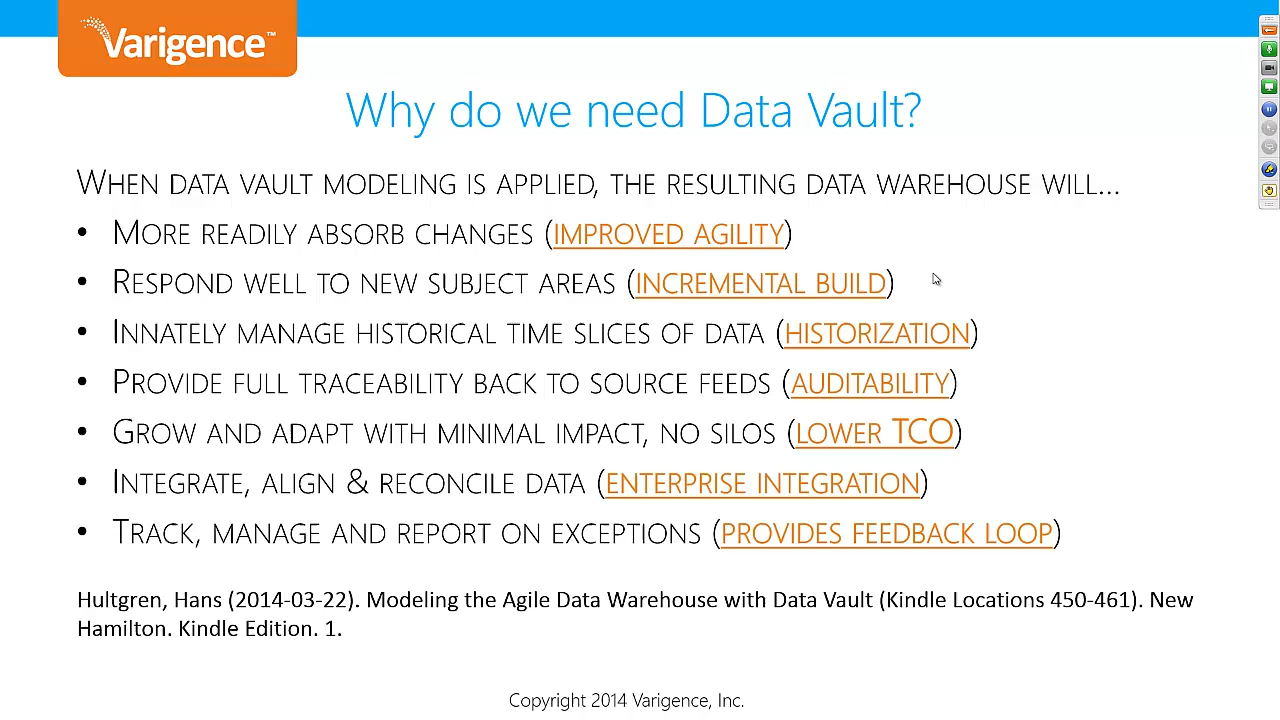 Varigence™
Why do we need Data Vault?
When data vault modeling is applied, the resulting data warehouse will…
• More readily absorb changes (improved agility)
• Respond well to new subject areas (incremental build)
• Innately manage historical time slices of data (historization)
• Provide full traceability back to source feeds (auditability)
• Grow and adapt with minimal impact, no silos (lower TCO)
• Integrate, align & reconcile data (enterprise integration)
• Track, manage and report on exceptions (provides feedback loop)
Hultgren, Hans (2014-03-22). Modeling the Agile Data Warehouse with Data Vault (Kindle Locations 450-461). New
Hamilton. Kindle Edition. 1.
Copyright 2014 Varigence, Inc.